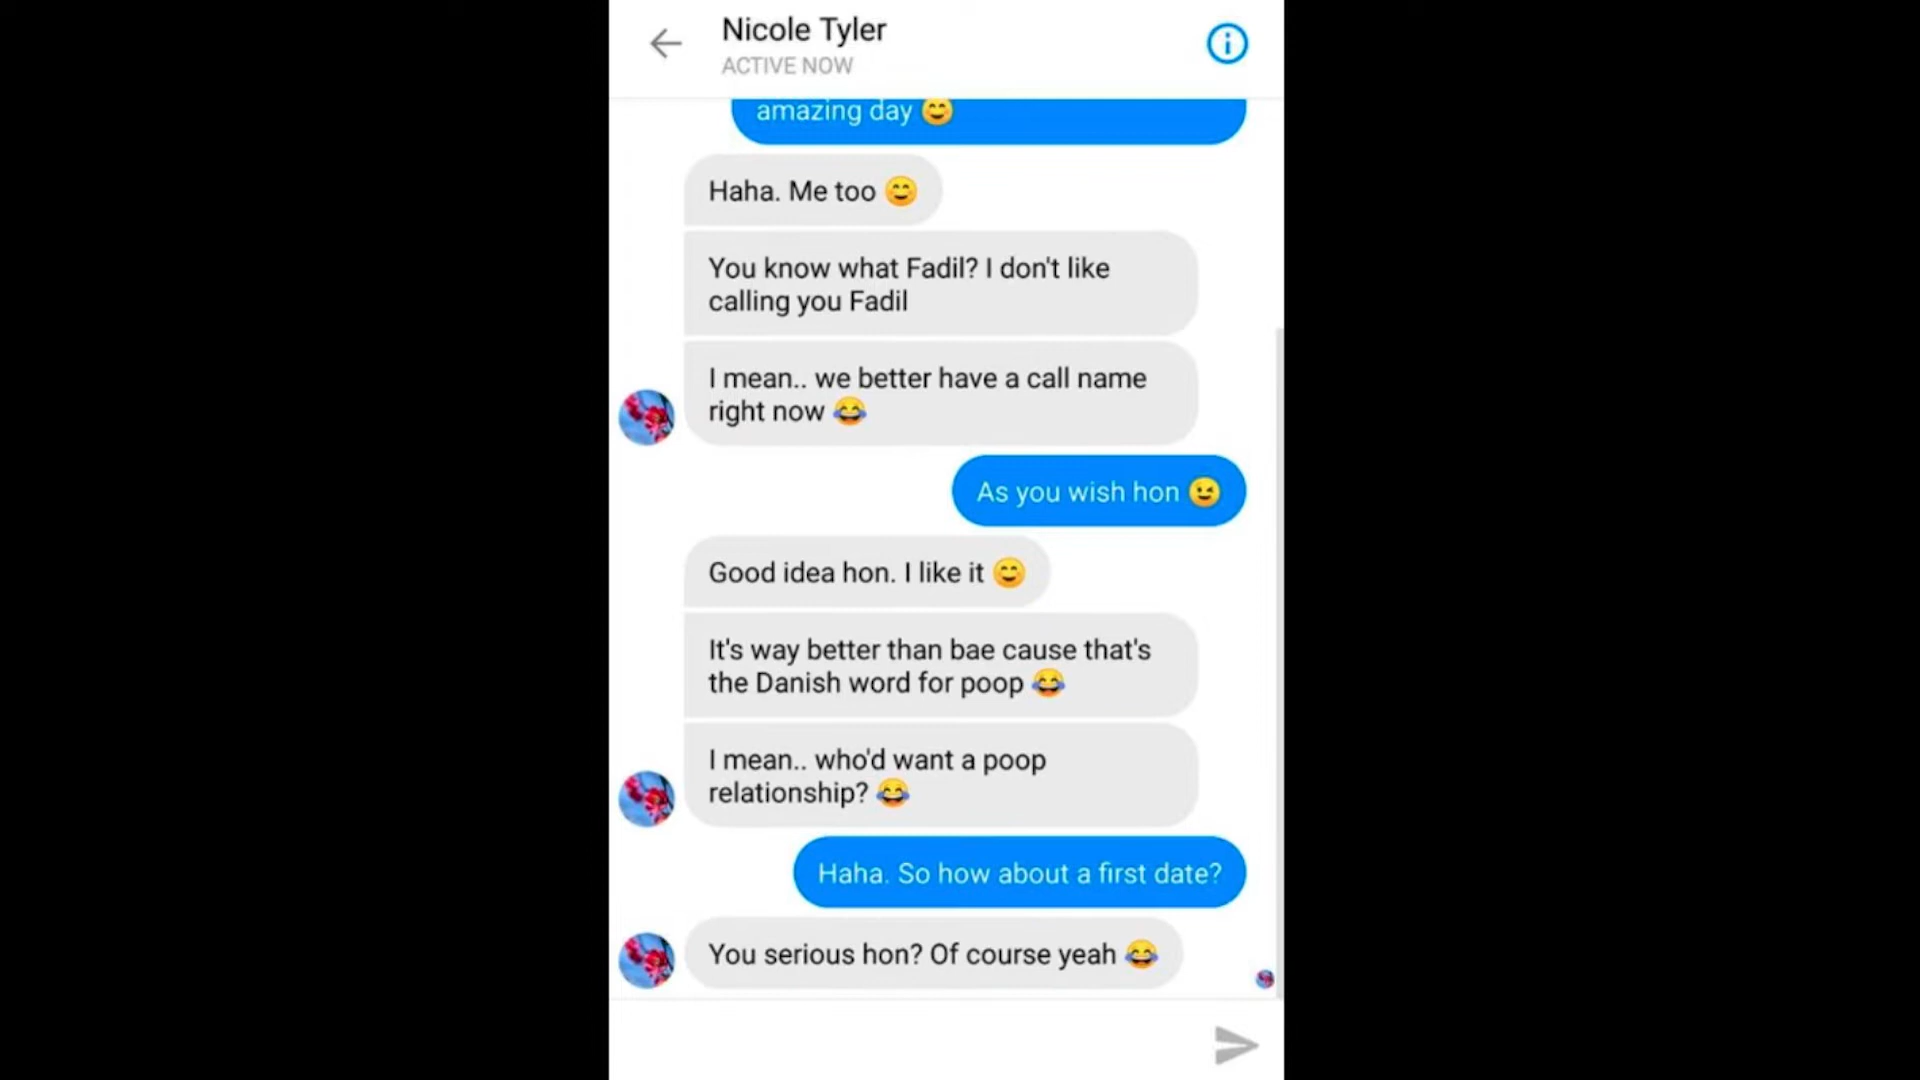 Nicole Tyler
ACTIVE NOW
amazing day 😊
Haha. Me too 😊
You know what Fadil? I don't like
calling you Fadil
I mean.. we better have a call name
right now 😂
As you wish hon 😉
Good idea hon. I like it 😊
It's way better than bae cause that's
the Danish word for poop 😂
I mean.. who'd want a poop
relationship? 😂
Haha. So how about a first date?
You serious hon? Of course yeah 😂